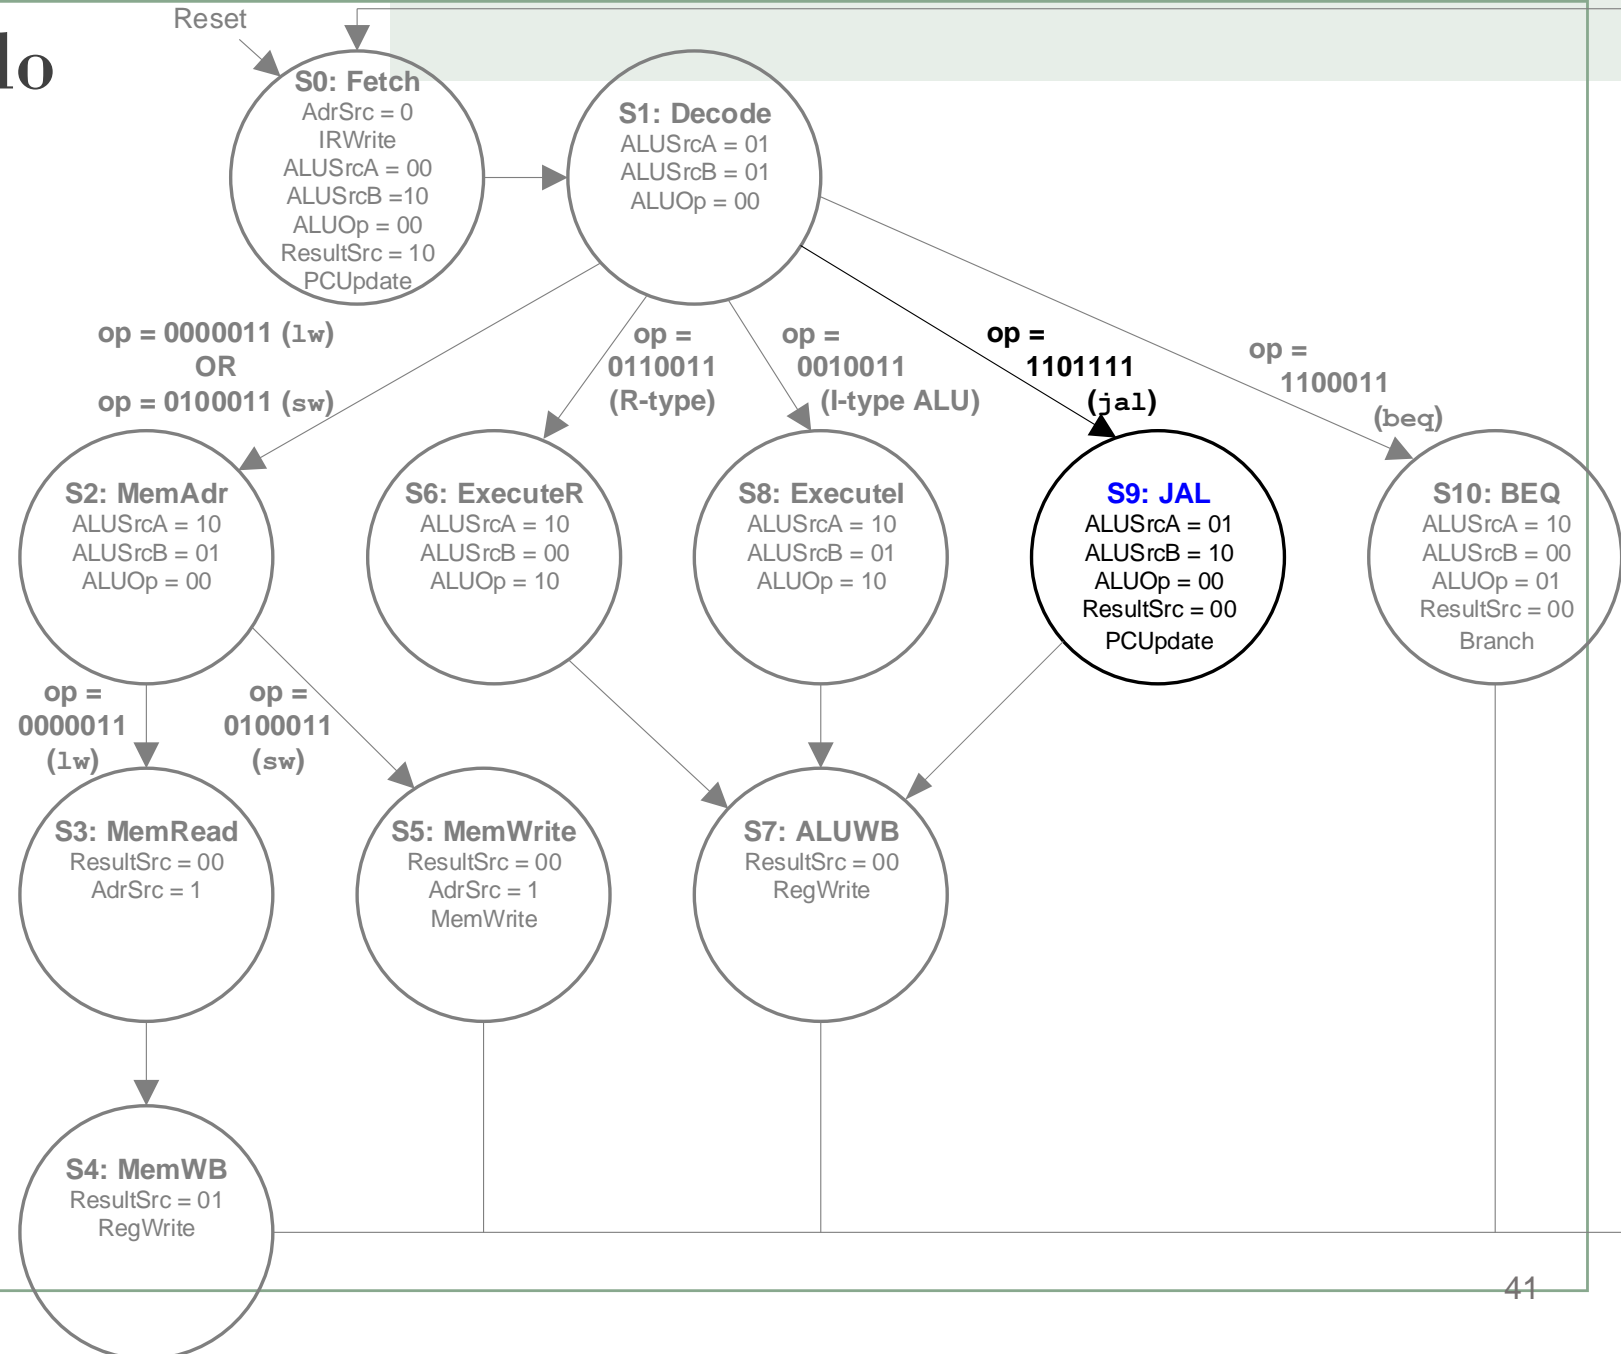 lo
Reset
S0: Fetch
AdrSrc = 0
IRWrite
ALUSrcA = 00
ALUSrcB =10
ALUOp = 00
ResultSrc = 10
PCUpdate
S1: Decode
ALUSrcA = 01
ALUSrcB = 01
ALUOp = 00
op = 0000011 (lw)
OR
op = 0100011 (sw)
op =
0110011
(R-type)
op =
0010011
(I-type ALU)
op =
1101111
(jal)
op =
1100011
(beq)
S2: MemAdr
ALUSrcA = 10
ALUSrcB = 01
ALUOp = 00
S6: ExecuteR
ALUSrcA = 10
ALUSrcB = 00
ALUOp = 10
S8: ExecuteI
ALUSrcA = 10
ALUSrcB = 01
ALUOp = 10
S9: JAL
ALUSrcA = 01
ALUSrcB = 10
ALUOp = 00
ResultSrc = 00
PCUpdate
S10: BEQ
ALUSrcA = 10
ALUSrcB = 00
ALUOp = 01
ResultSrc = 00
Branch
op =
0000011
(lw)
op =
0100011
(sw)
S3: MemRead
ResultSrc = 00
AdrSrc = 1
S5: MemWrite
ResultSrc = 00
AdrSrc = 1
MemWrite
S7: ALUWB
ResultSrc = 00
RegWrite
S4: MemWB
ResultSrc = 01
RegWrite
41